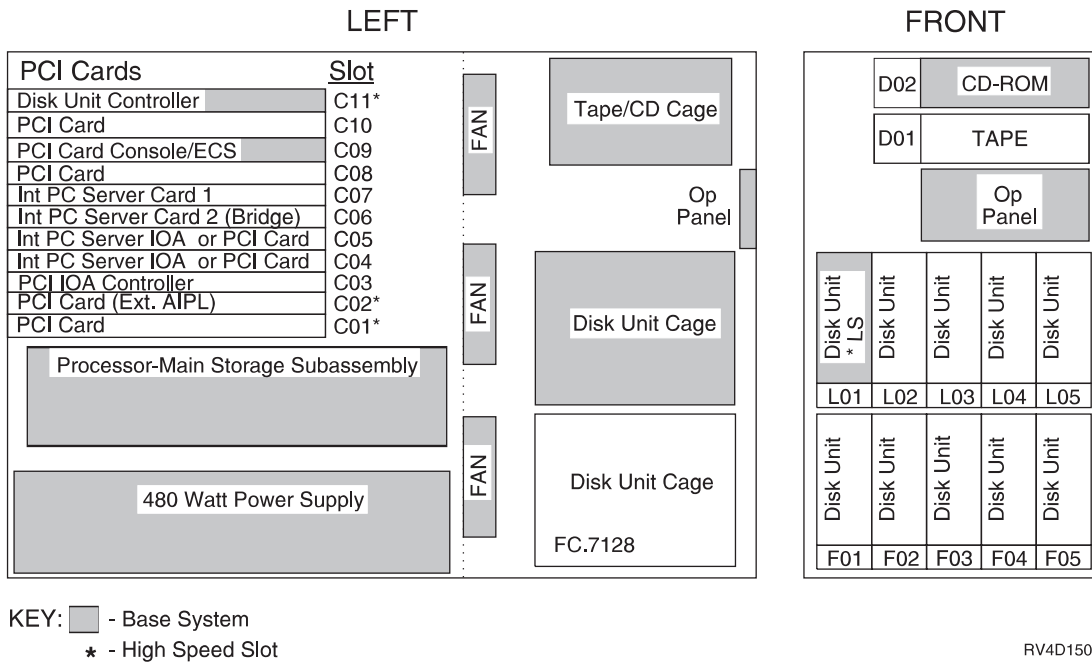 LEFT
PCI Cards Slot
Disk Unit Controller C11*
PCI Card C10
PCI Card Console/ECS C09
PCI Card C08
Int PC Server Card 1 C07
Int PC Server Card 2 (Bridge) C06
Int PC Server IOA or PCI Card C05
Int PC Server IOA or PCI Card C04
PCI IOA Controller C03
PCI Card (Ext. AIPL) C02*
PCI Card C01*
Processor-Main Storage Subassembly
480 Watt Power Supply
FAN
FAN
FAN
Tape/CD Cage
Op
Panel
Disk Unit Cage
Disk Unit Cage
FC.7128
FRONT
D02 CD-ROM
D01 TAPE
Op
Panel
Disk Unit
* LS
Disk Unit
Disk Unit
Disk Unit
Disk Unit
L01 L02 L03 L04 L05
Disk Unit
Disk Unit
Disk Unit
Disk Unit
Disk Unit
F01 F02 F03 F04 F05
KEY: - Base System
* - High Speed Slot
RV4D150